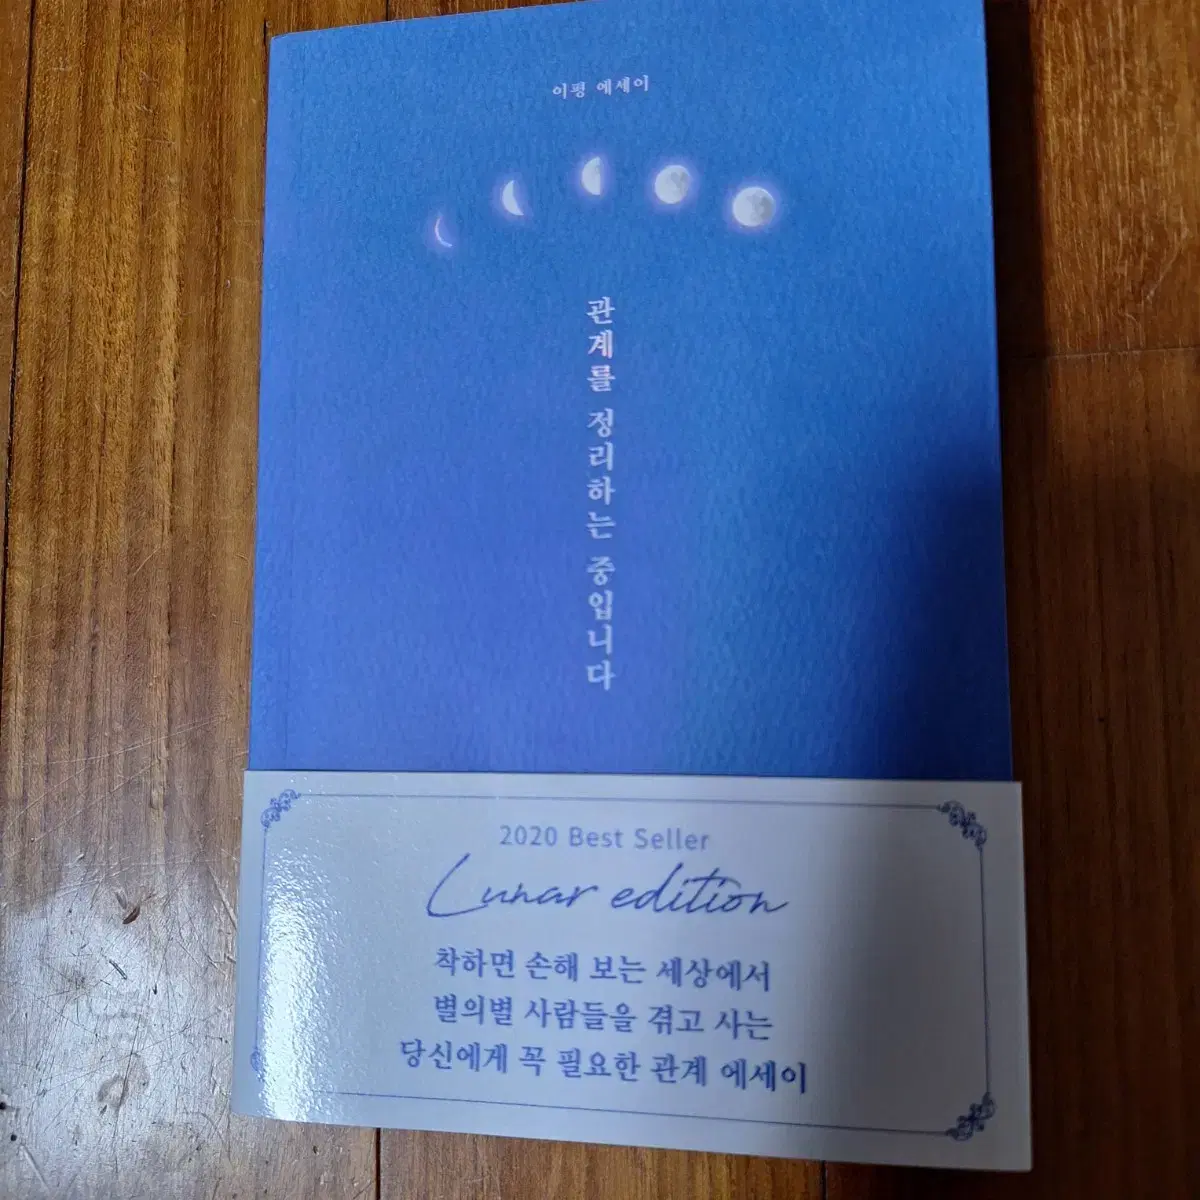 이평 에세이
관계를 정리하는 중입니다
2020 Best Seller
Lunar edition
착하면 손해 보는 세상에서
별의별 사람들을 겪고 사는
당신에게 꼭 필요한 관계 에세이